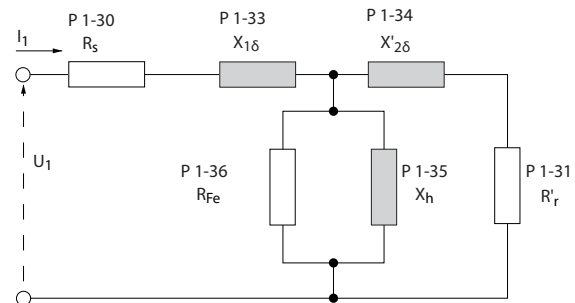 P 1-30
R_s
P 1-33
X_1δ
P 1-34
X'_2δ
I_1
U_1
P 1-36
R_Fe
P 1-35
X_h
P 1-31
R'_r